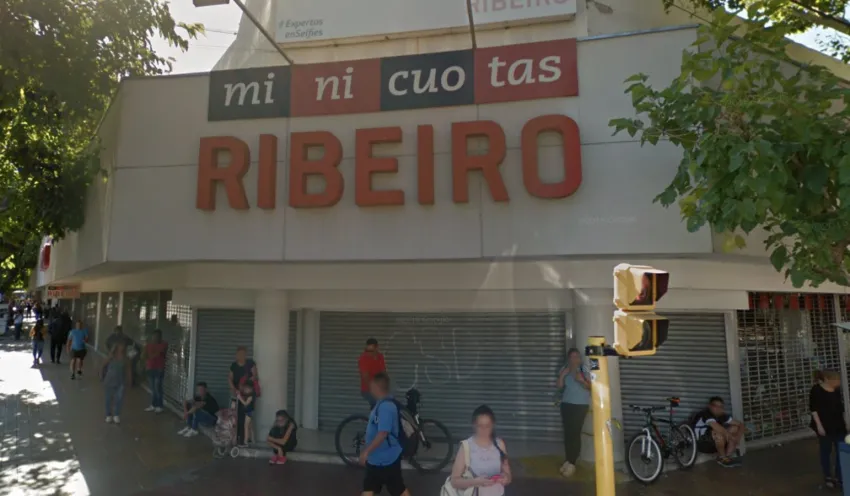 #Expertos
enSelfies
RIBEIRO
mi ni cuo tas
RIBEIRO